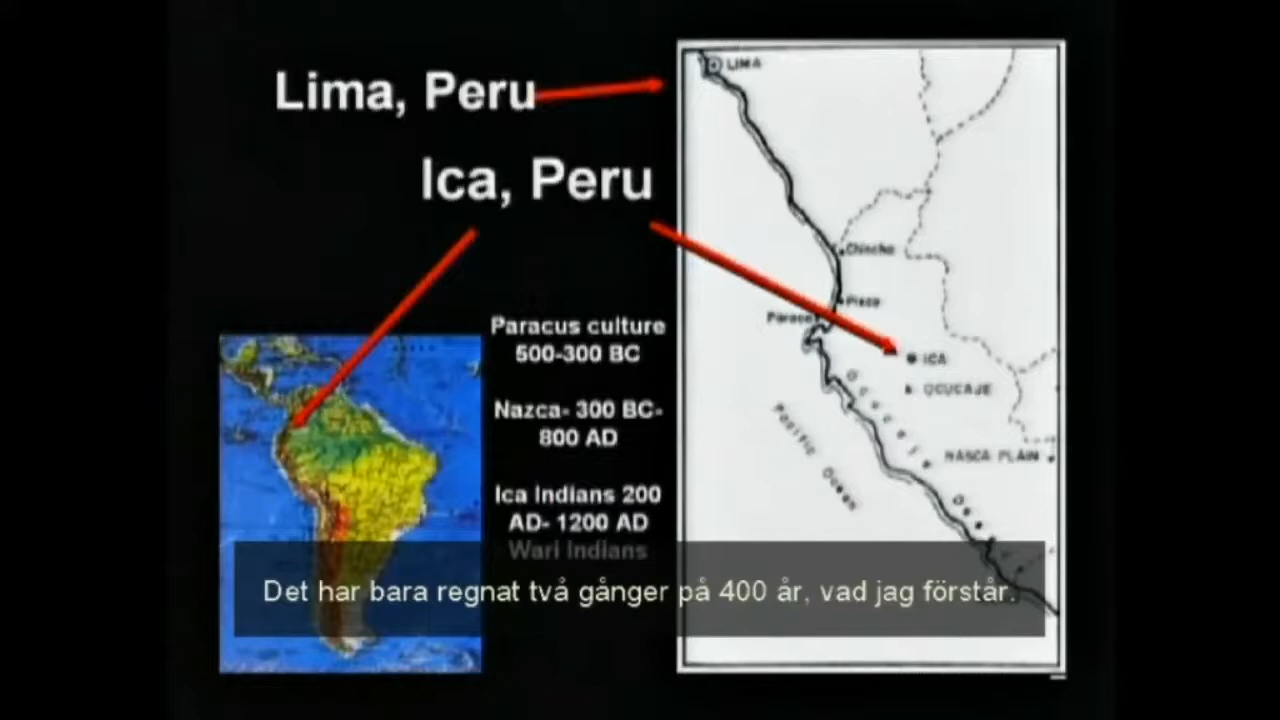 Lima, Peru
Ica, Peru
Paracus culture
500-300 BC
Nazca- 300 BC-
800 AD
Ica Indians 200
AD- 1200 AD
Wari Indians
LIMA
Chincha
Pisco
Paracas
ICA
OCUCAJE
NASCA PLAIN
Pacific Ocean
Det har bara regnat två gånger på 400 år, vad jag förstår.